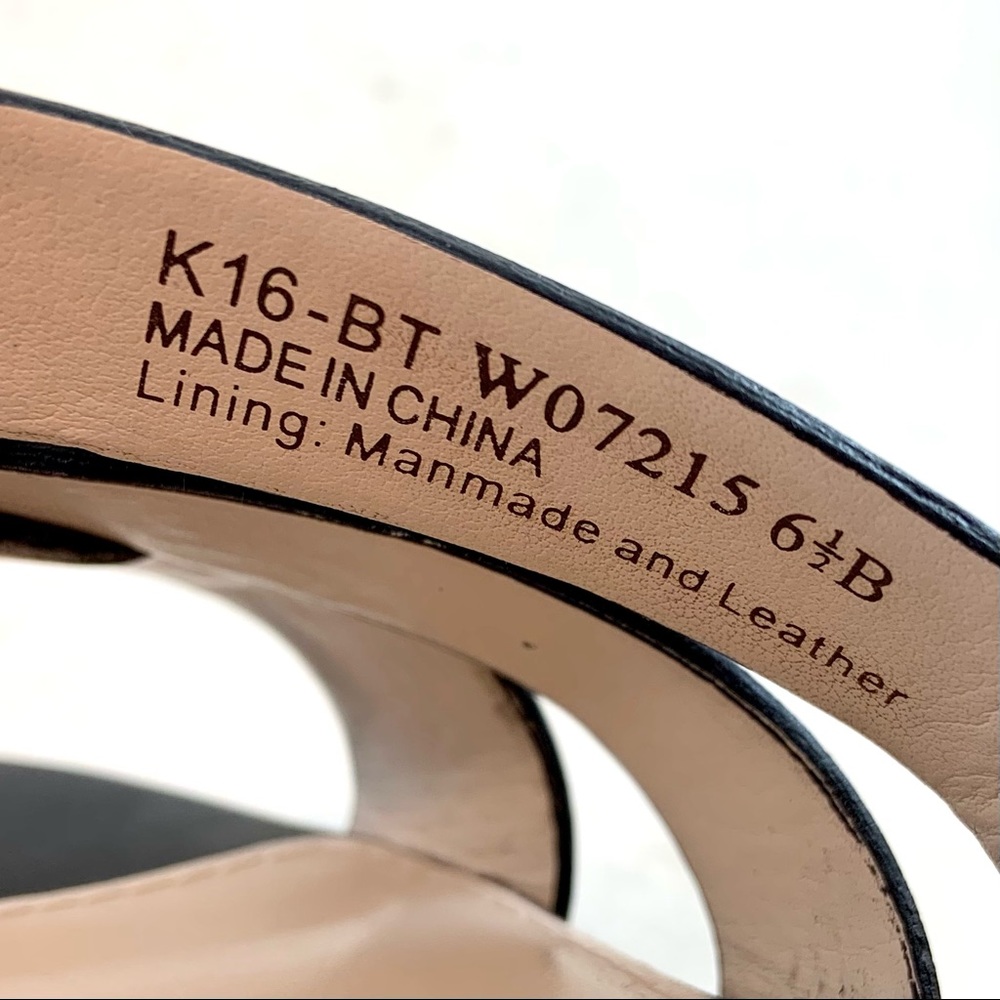 K16-BT W07215 6½B
MADE IN CHINA
Lining: Manmade and Leather